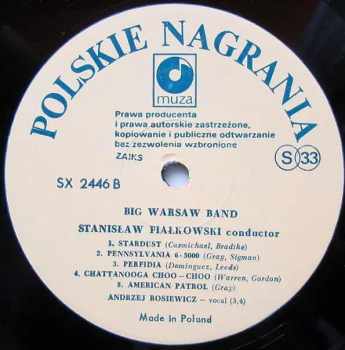 POLSKIE NAGRANIA
muza
Prawa producenta
i prawa autorskie zastrzeżone,
kopiowanie i publiczne odtwarzanie
bez zezwolenia wzbronione
ZAiKS
S 33
SX 2446 B
BIG WARSAW BAND
STANISŁAW FIAŁKOWSKI conductor
1. STARDUST (Cozmichael, Bradtke)
2. PENNSYLVANIA 6-5000 (Gray, Sigman)
3. PERFIDIA (Dominguez, Leeds)
4. CHATTANOOGA CHOO-CHOO (Warren, Gordon)
5. AMERICAN PATROL (Gray)
ANDRZEJ ROSIEWICZ - vocal (3,4)
Made in Poland